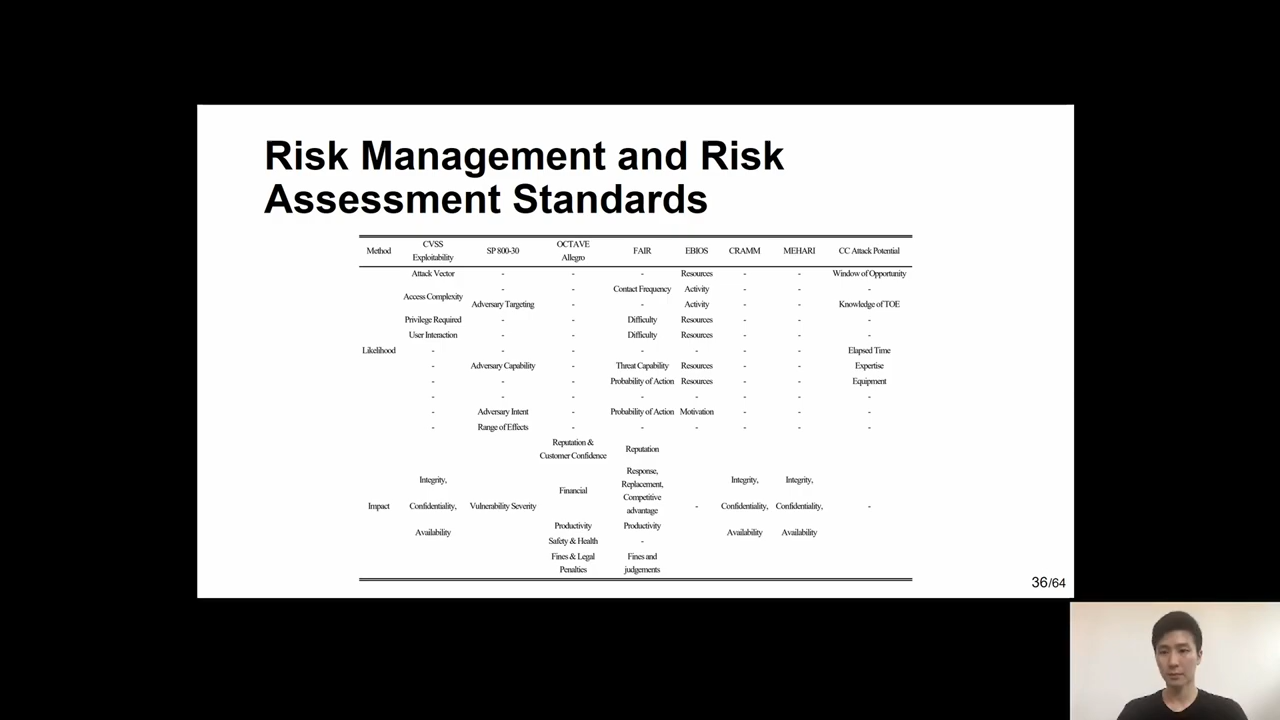 Risk Management and Risk
Assessment Standards
Method CVSS Exploitability SP 800-30 OCTAVE Allegro FAIR EBIOS CRAMM MEHARI CC Attack Potential
Attack Vector - - - Resources - - Window of Opportunity
Access Complexity - - Contact Frequency Activity - - -
Adversary Targeting - - Activity - - Knowledge of TOE
Privilege Required - - Difficulty Resources - - -
User Interaction - - Difficulty Resources - - -
Likelihood - - - - - - - Elapsed Time
- Adversary Capability - Threat Capability Resources - - Expertise
- - - Probability of Action Resources - - Equipment
- - - - - - - -
- Adversary Intent - Probability of Action Motivation - - -
- Range of Effects - - - - - -
Reputation &
Customer Confidence Reputation
Response,
Integrity, Replacement, Integrity, Integrity,
Financial Competitive
Impact Confidentiality, Vulnerability Severity advantage - Confidentiality, Confidentiality, -
Productivity Productivity
Availability Availability Availability
Safety & Health -
Fines & Legal Fines and
Penalties judgements
36/64